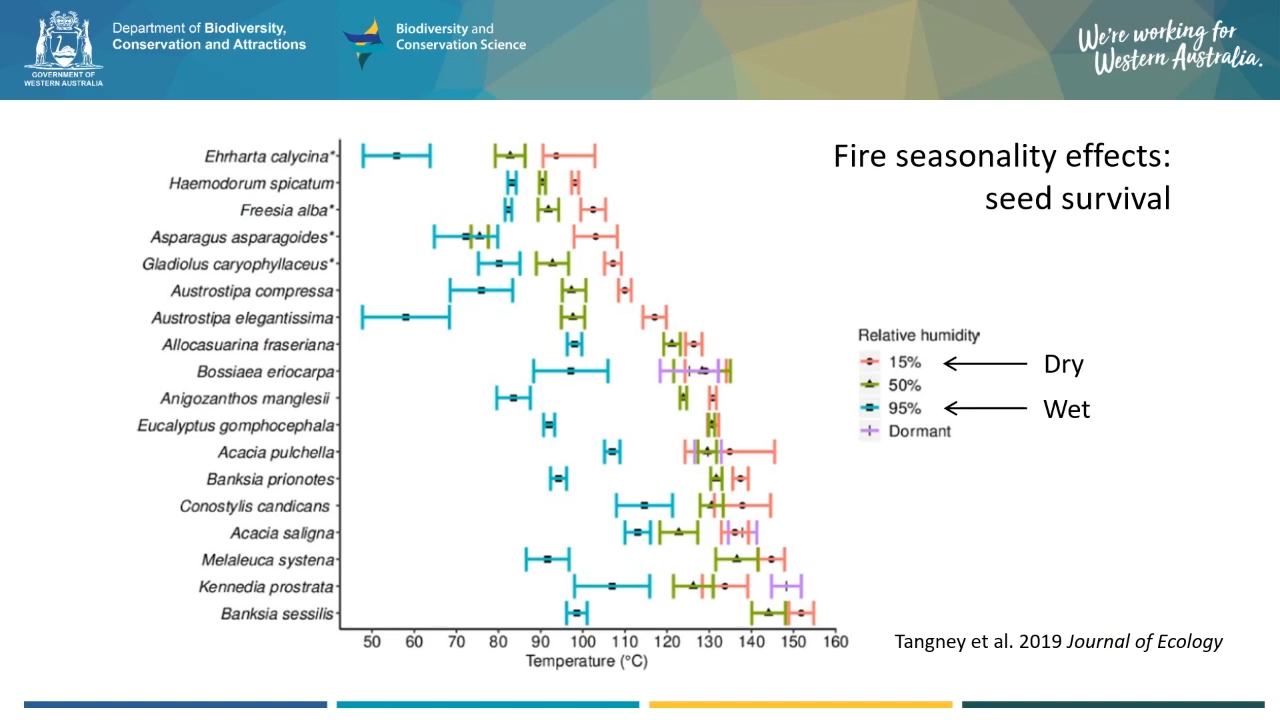 GOVERNMENT OF
WESTERN AUSTRALIA
Department of Biodiversity,
Conservation and Attractions
Biodiversity and
Conservation Science
We're working for
Western Australia.
Fire seasonality effects:
seed survival
Ehrharta calycina*
Haemodorum spicatum
Freesia alba*
Asparagus asparagoides*
Gladiolus caryophyllaceus*
Austrostipa compressa
Austrostipa elegantissima
Allocasuarina fraseriana
Bossiaea eriocarpa
Anigozanthos manglesii
Eucalyptus gomphocephala
Acacia pulchella
Banksia prionotes
Conostylis candicans
Acacia saligna
Melaleuca systena
Kennedia prostrata
Banksia sessilis
50 60 70 80 90 100 110 120 130 140 150 160
Temperature (°C)
Relative humidity
15% Dry
50%
95% Wet
Dormant
Tangney et al. 2019 Journal of Ecology